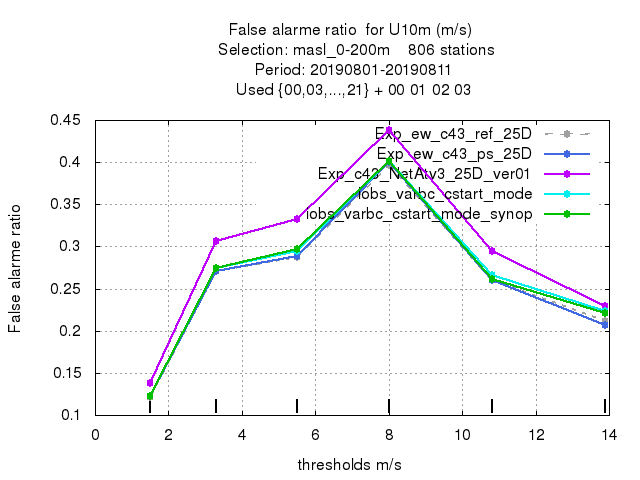 False alarme ratio  for U10m (m/s)
Selection: masl_0-200m    806 stations
Period: 20190801-20190811
Used {00,03,...,21} + 00 01 02 03
Exp_ew_c43_ref_25D
Exp_ew_c43_ps_25D
Exp_c43_NetAtv3_25D_ver01
iobs_varbc_cstart_mode
iobs_varbc_cstart_mode_synop
False alarme ratio
0.45
0.4
0.35
0.3
0.25
0.2
0.15
0.1
0 2 4 6 8 10 12 14
thresholds m/s